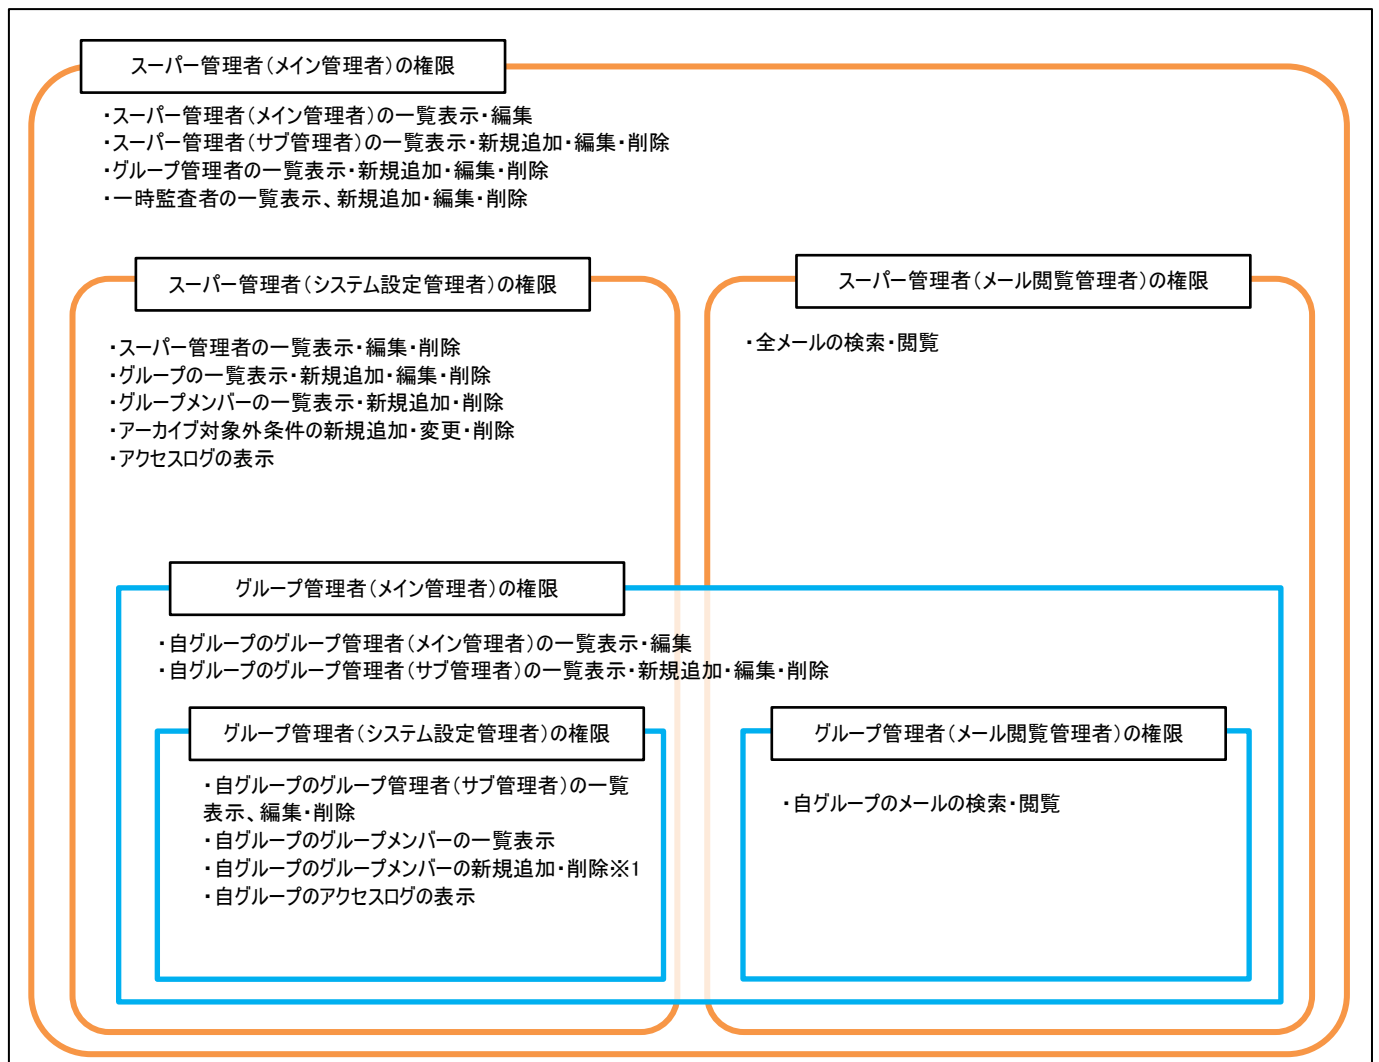 スーパー管理者(メイン管理者)の権限
・スーパー管理者(メイン管理者)の一覧表示・編集
・スーパー管理者(サブ管理者)の一覧表示・新規追加・編集・削除
・グループ管理者の一覧表示・新規追加・編集・削除
・一時監査者の一覧表示、新規追加・編集・削除
スーパー管理者(システム設定管理者)の権限
・スーパー管理者の一覧表示・編集・削除
・グループの一覧表示・新規追加・編集・削除
・グループメンバーの一覧表示・新規追加・削除
・アーカイブ対象外条件の新規追加・変更・削除
・アクセスログの表示
スーパー管理者(メール閲覧管理者)の権限
・全メールの検索・閲覧
グループ管理者(メイン管理者)の権限
・自グループのグループ管理者(メイン管理者)の一覧表示・編集
・自グループのグループ管理者(サブ管理者)の一覧表示・新規追加・編集・削除
グループ管理者(システム設定管理者)の権限
・自グループのグループ管理者(サブ管理者)の一覧
表示、編集・削除
・自グループのグループメンバーの一覧表示
・自グループのグループメンバーの新規追加・削除※1
・自グループのアクセスログの表示
グループ管理者(メール閲覧管理者)の権限
・自グループのメールの検索・閲覧